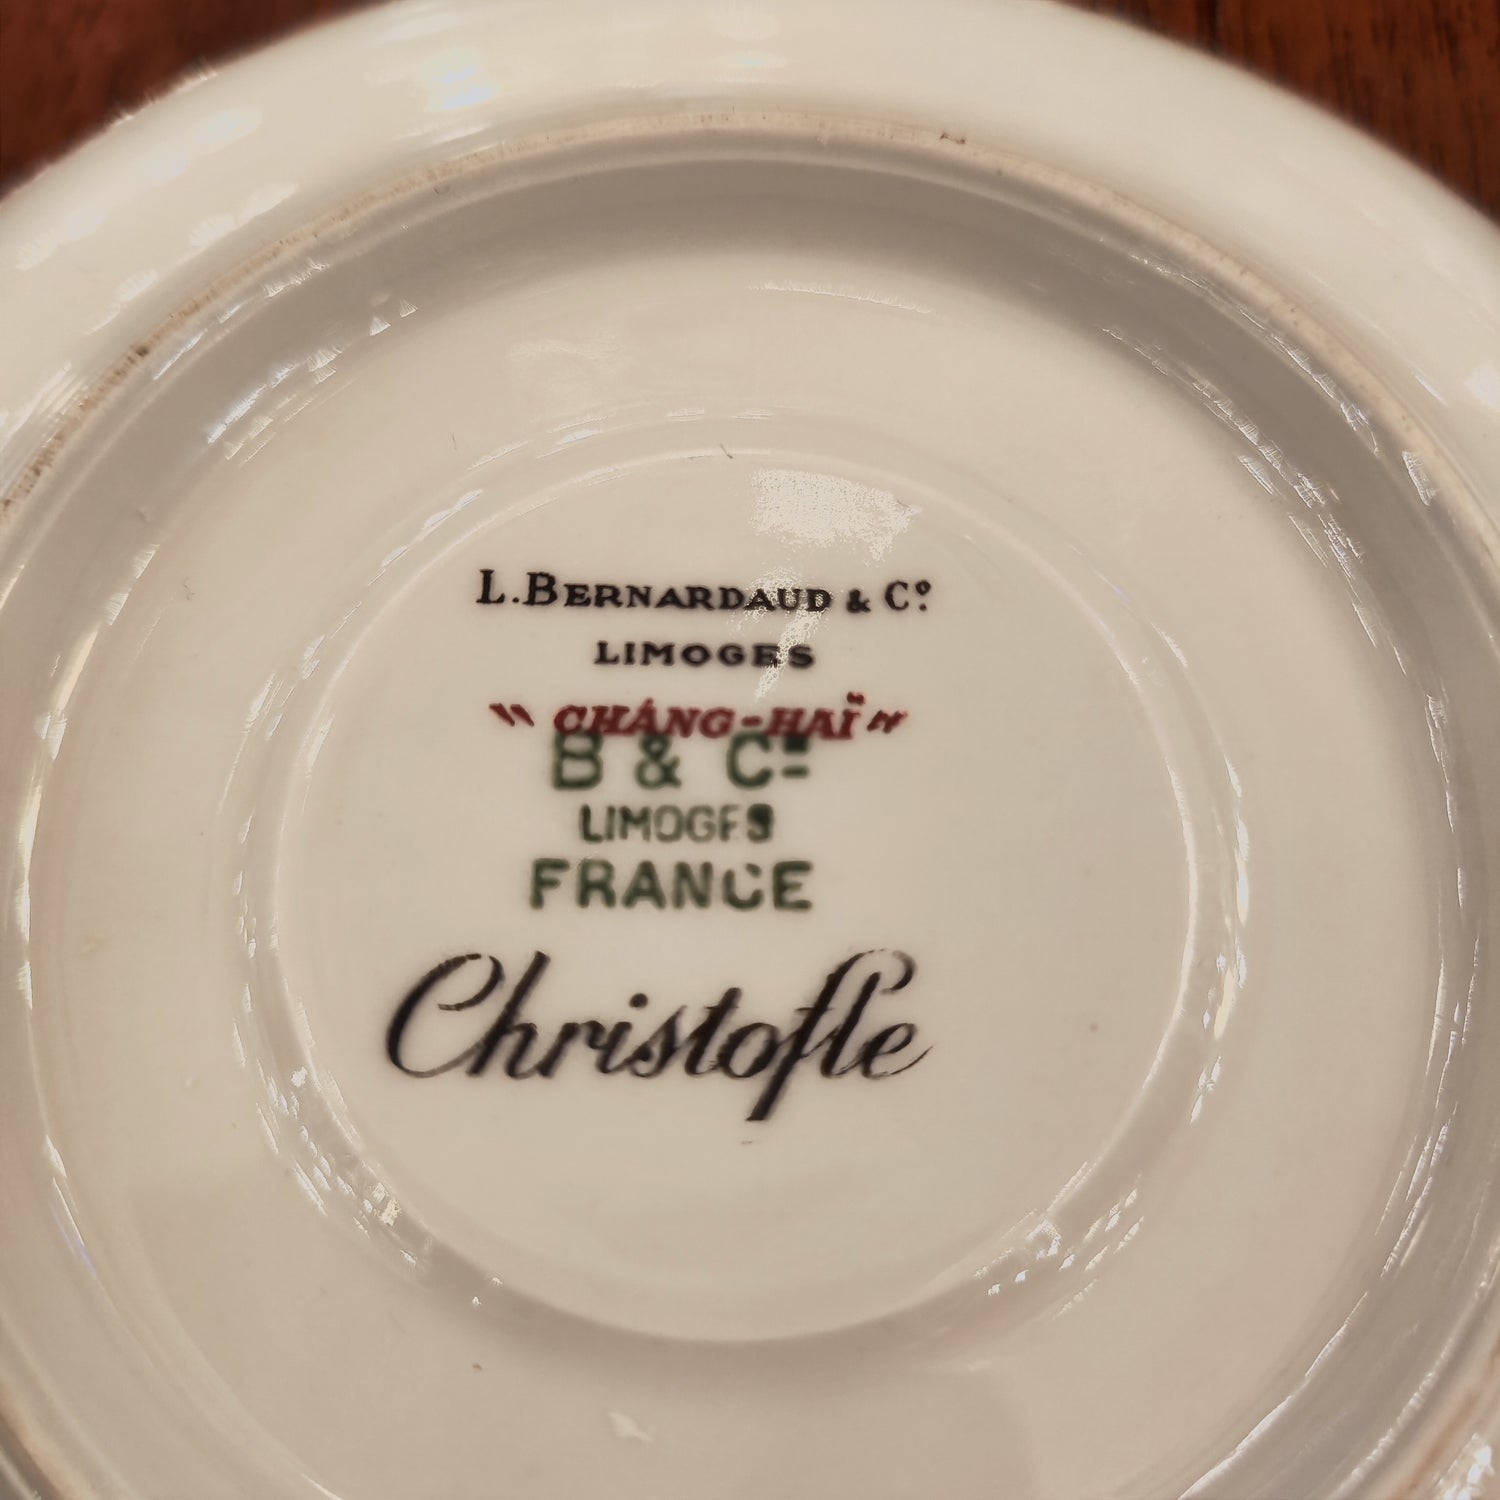 L. BERNARDAUD & Cº
LIMOGES
"CHANG-HAÏ"
B & Cº
LIMOGES
FRANCE
Christofle